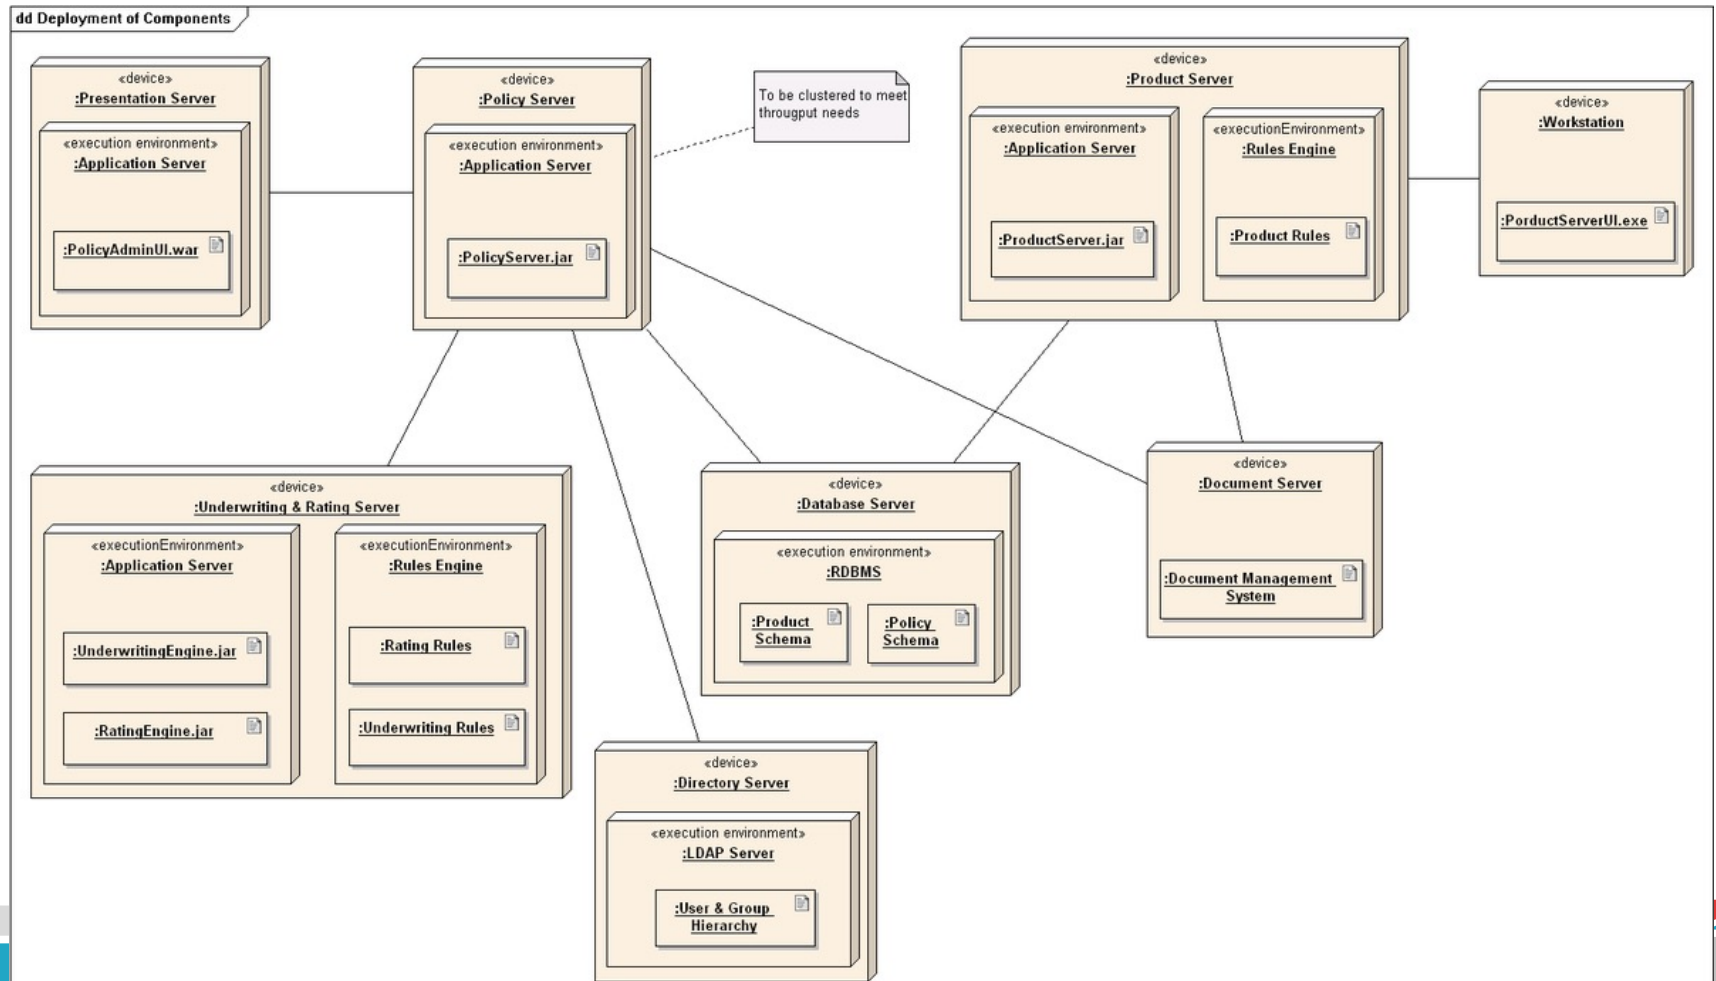 dd Deployment of Components
«device»
:Presentation Server
«execution environment»
:Application Server
:PolicyAdminUI.war
«device»
:Policy Server
«execution environment»
:Application Server
:PolicyServer.jar
To be clustered to meet
througput needs
«device»
:Product Server
«execution environment»
:Application Server
:ProductServer.jar
«executionEnvironment»
:Rules Engine
:Product Rules
«device»
:Workstation
:PorductServerUI.exe
«device»
:Underwriting & Rating Server
«executionEnvironment»
:Application Server
:UnderwritingEngine.jar
:RatingEngine.jar
«executionEnvironment»
:Rules Engine
:Rating Rules
:Underwriting Rules
«device»
:Database Server
«execution environment»
:RDBMS
:Product
Schema
:Policy
Schema
«device»
:Document Server
:Document Management
System
«device»
:Directory Server
«execution environment»
:LDAP Server
:User & Group
Hierarchy